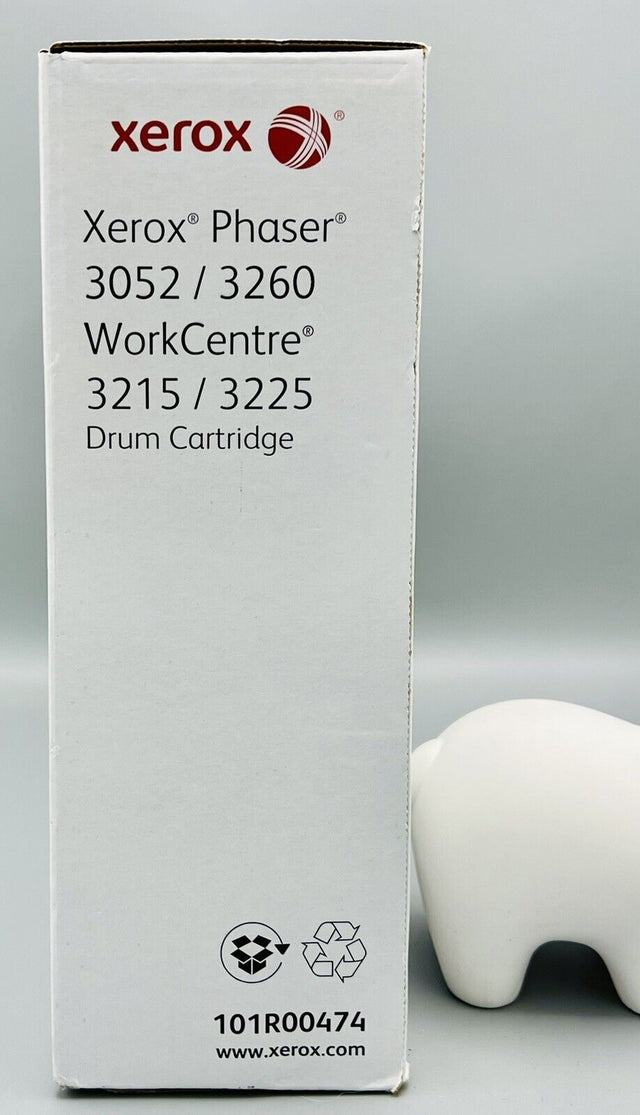 xerox ®
Xerox® Phaser®
3052 / 3260
WorkCentre®
3215 / 3225
Drum Cartridge
101R00474
www.xerox.com